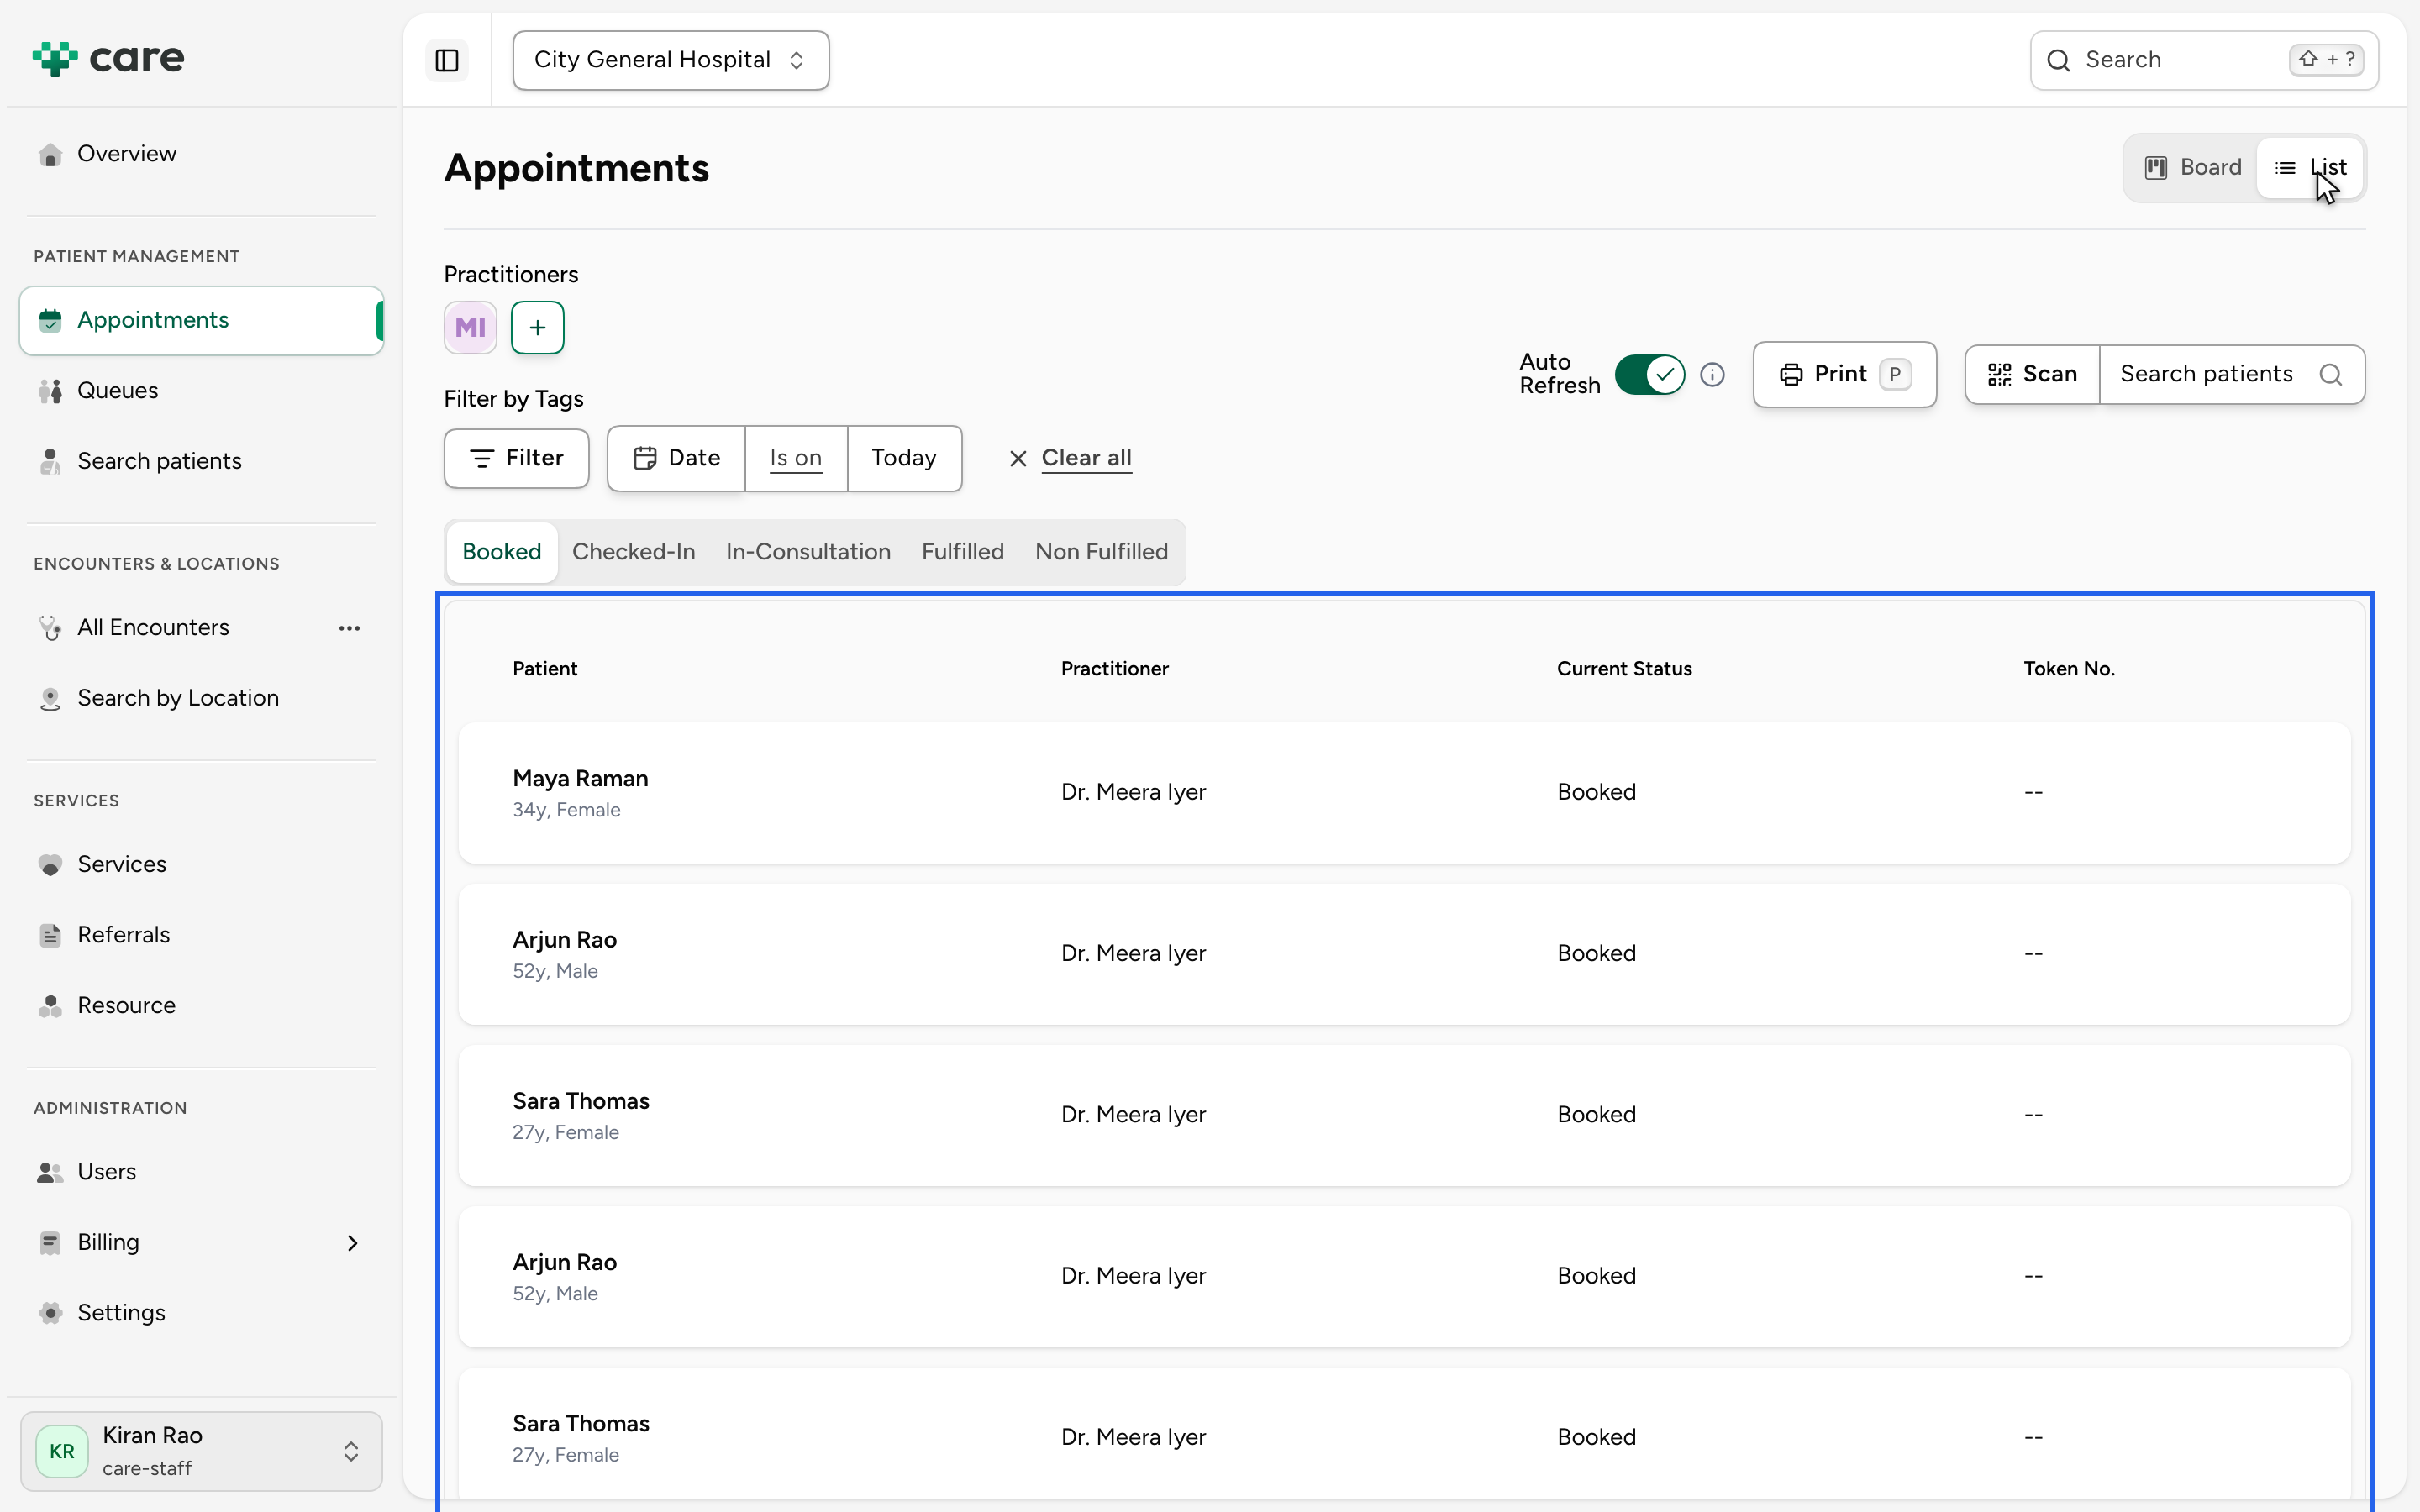 care
City General Hospital
Search
+ ?
Overview
PATIENT MANAGEMENT
Appointments
Queues
Search patients
ENCOUNTERS & LOCATIONS
All Encounters
Search by Location
SERVICES
Services
Referrals
Resource
ADMINISTRATION
Users
Billing
Settings
KR
Kiran Rao
care-staff
Appointments
Board
List
Practitioners
MI
+
Auto
Refresh
Print P
Scan
Search patients
Filter by Tags
Filter
Date
Is on
Today
Clear all
Booked
Checked-In
In-Consultation
Fulfilled
Non Fulfilled
Patient
Practitioner
Current Status
Token No.
Maya Raman
34y, Female
Dr. Meera Iyer
Booked
--
Arjun Rao
52y, Male
Dr. Meera Iyer
Booked
--
Sara Thomas
27y, Female
Dr. Meera Iyer
Booked
--
Arjun Rao
52y, Male
Dr. Meera Iyer
Booked
--
Sara Thomas
27y, Female
Dr. Meera Iyer
Booked
--